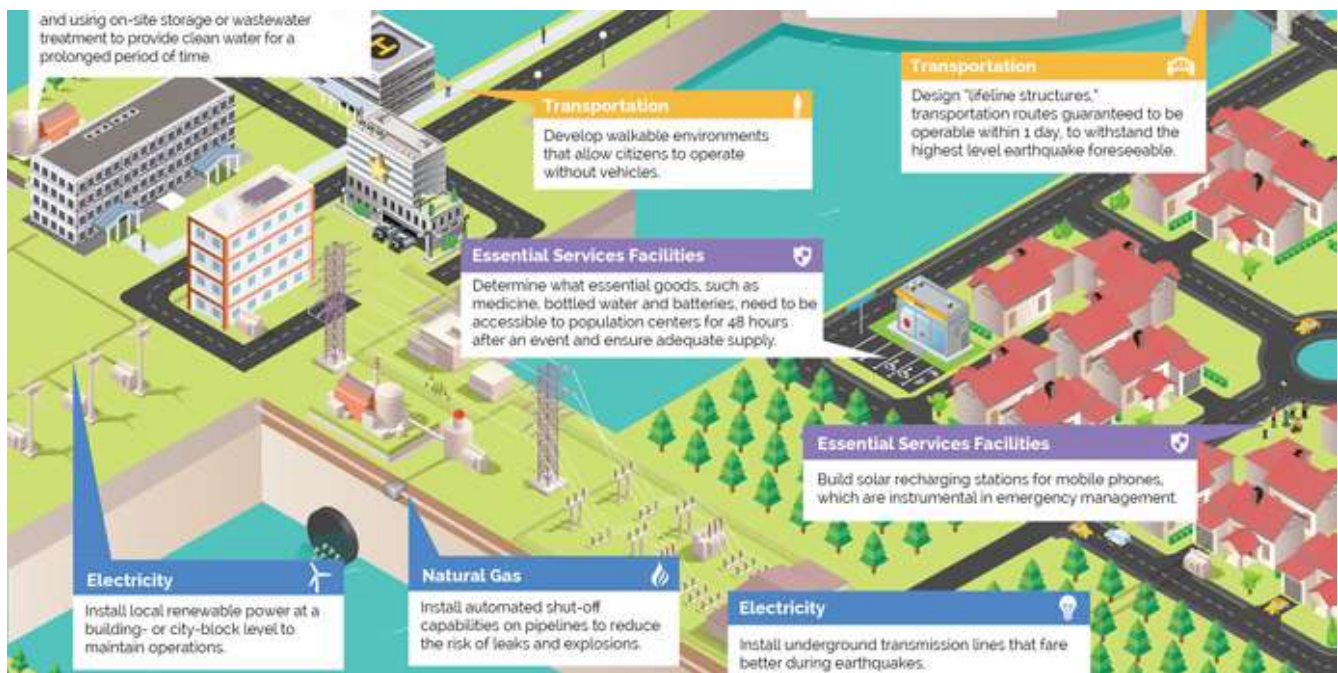 and using on-site storage or wastewater
treatment to provide clean water for a
prolonged period of time.
H
Transportation
Develop walkable environments
that allow citizens to operate
without vehicles.
Transportation
Design "lifeline structures,"
transportation routes guaranteed to be
operable within 1 day, to withstand the
highest level earthquake foreseeable.
Essential Services Facilities
Determine what essential goods, such as
medicine, bottled water and batteries, need to be
accessible to population centers for 48 hours
after an event and ensure adequate supply.
Essential Services Facilities
Build solar recharging stations for mobile phones,
which are instrumental in emergency management.
Electricity
Install local renewable power at a
building- or city-block level to
maintain operations.
Natural Gas
Install automated shut-off
capabilities on pipelines to reduce
the risk of leaks and explosions.
Electricity
Install underground transmission lines that fare
better during earthquakes.